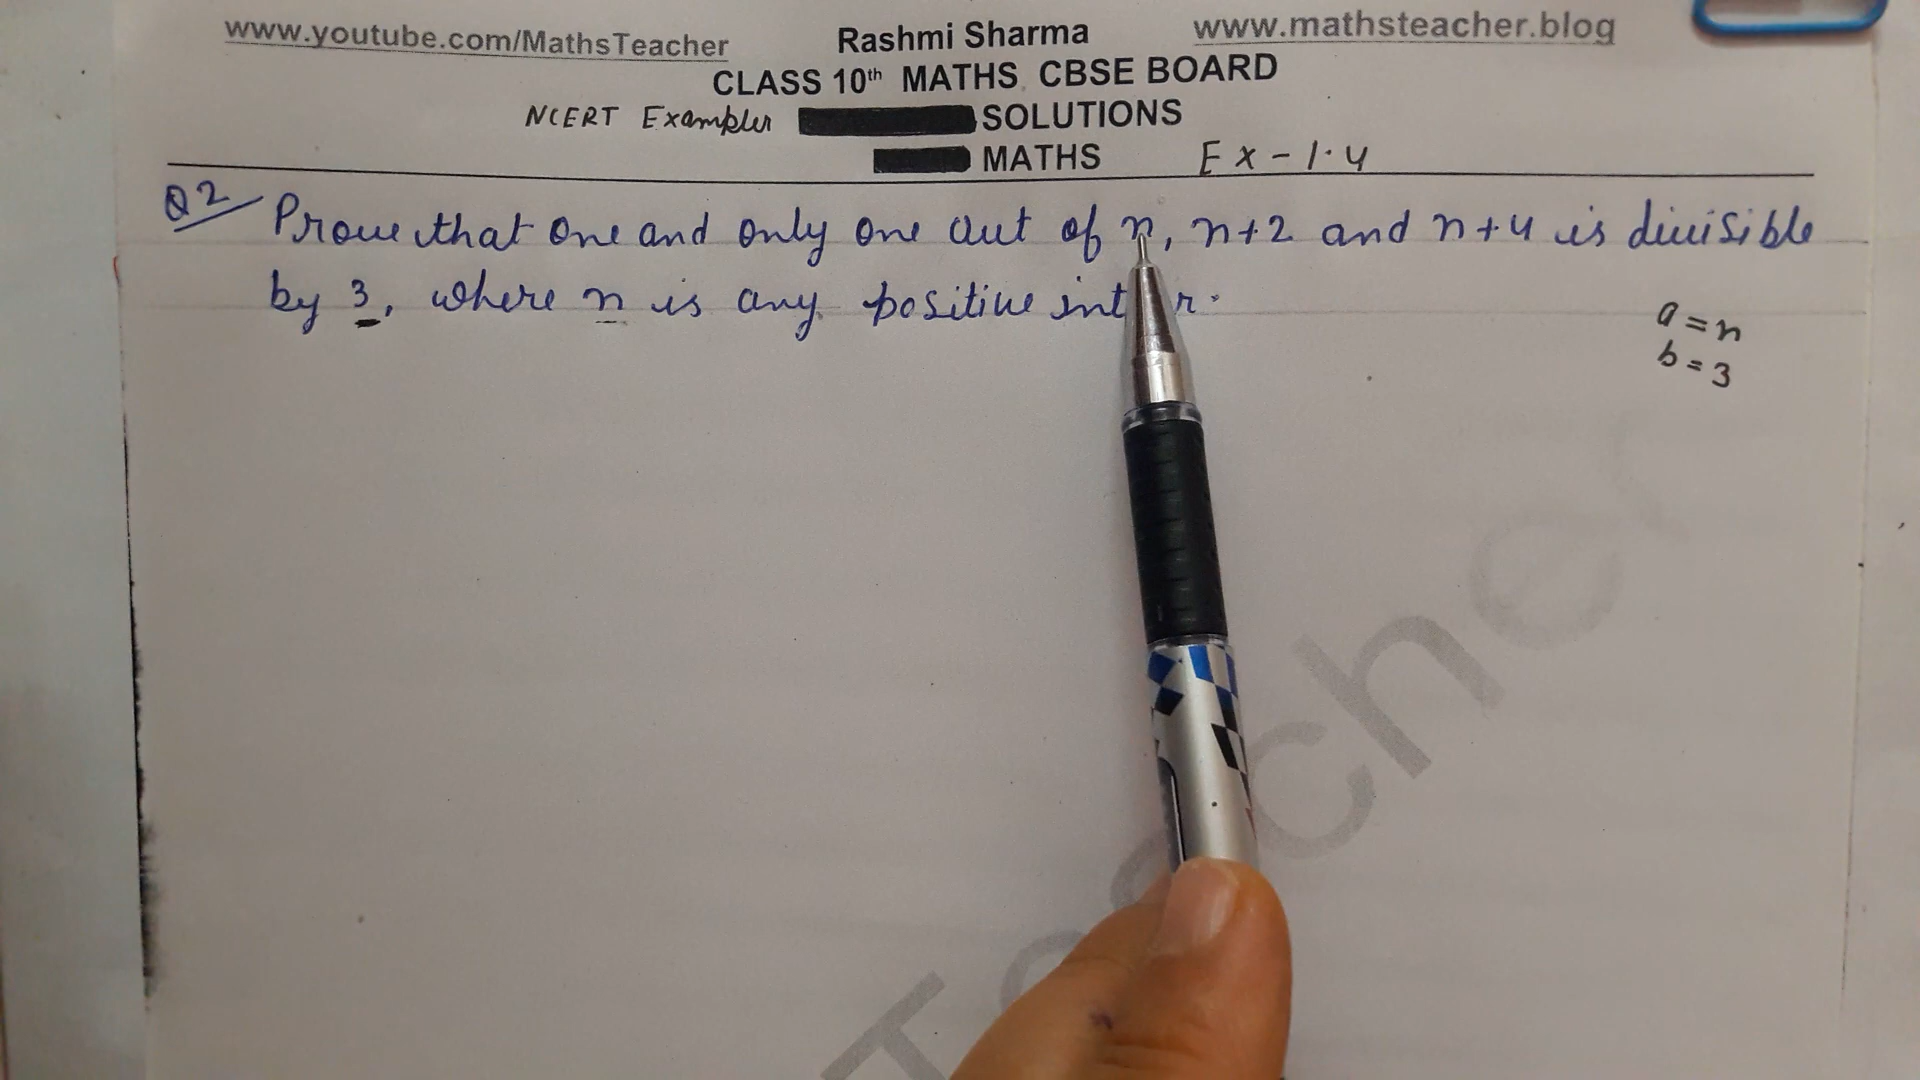 www.youtube.com/MathsTeacher Rashmi Sharma www.mathsteacher.blog
CLASS 10th MATHS CBSE BOARD
NCERT Exampler SOLUTIONS
MATHS Ex-1.4
Q2 Prove that one and only one out of n, n+2 and n+4 is divisible
by 3, where n is any positive
a=n
b=3
Teacher